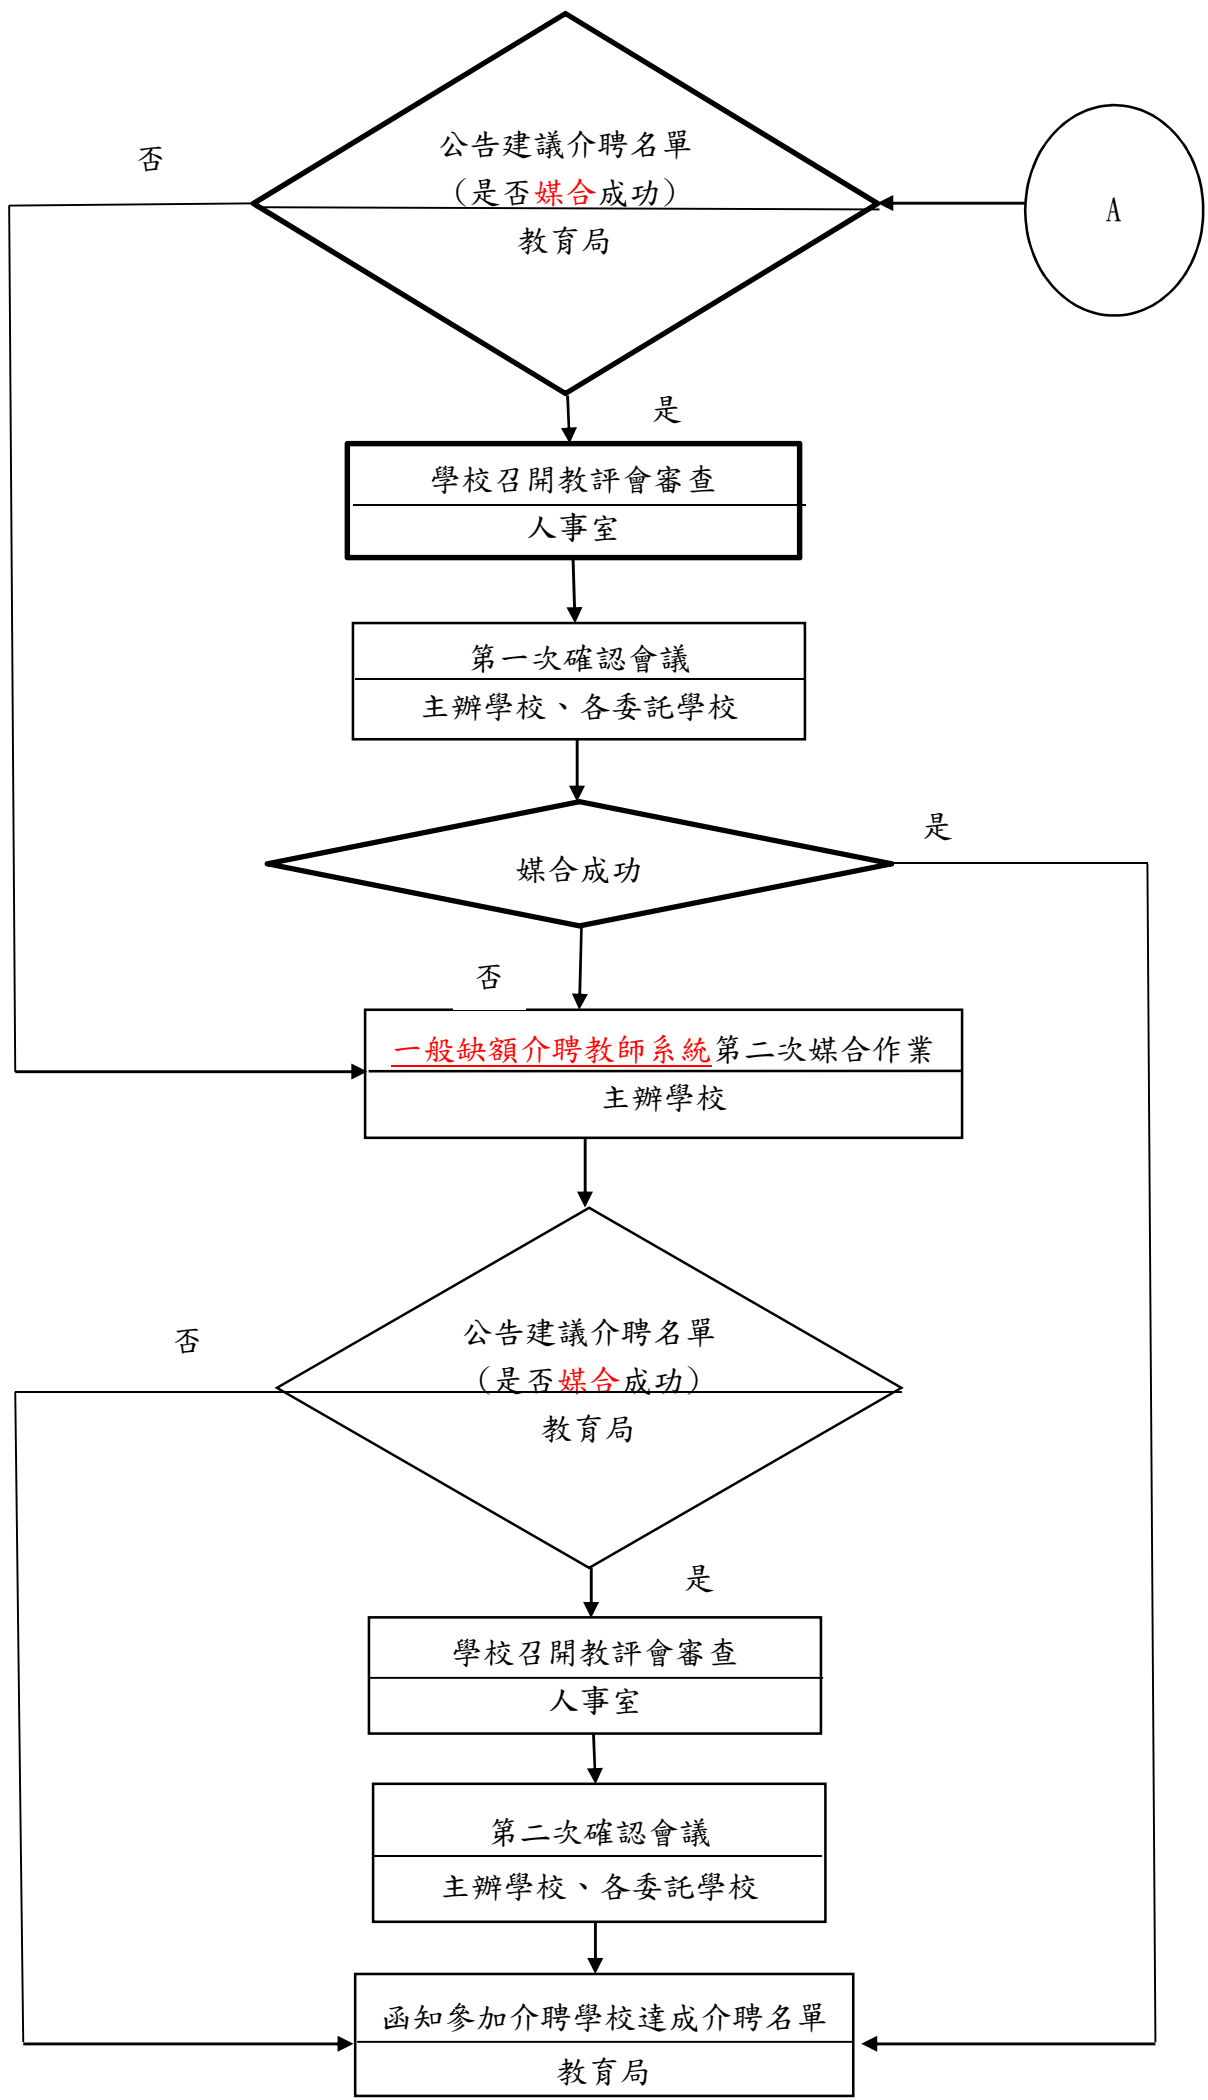 否
公告建議介聘名單
(是否媒合成功)
教育局
A
是
學校召開教評會審查
人事室
第一次確認會議
主辦學校、各委託學校
是
媒合成功
否
一般缺額介聘教師系統第二次媒合作業
主辦學校
否
公告建議介聘名單
(是否媒合成功)
教育局
是
學校召開教評會審查
人事室
第二次確認會議
主辦學校、各委託學校
函知參加介聘學校達成介聘名單
教育局